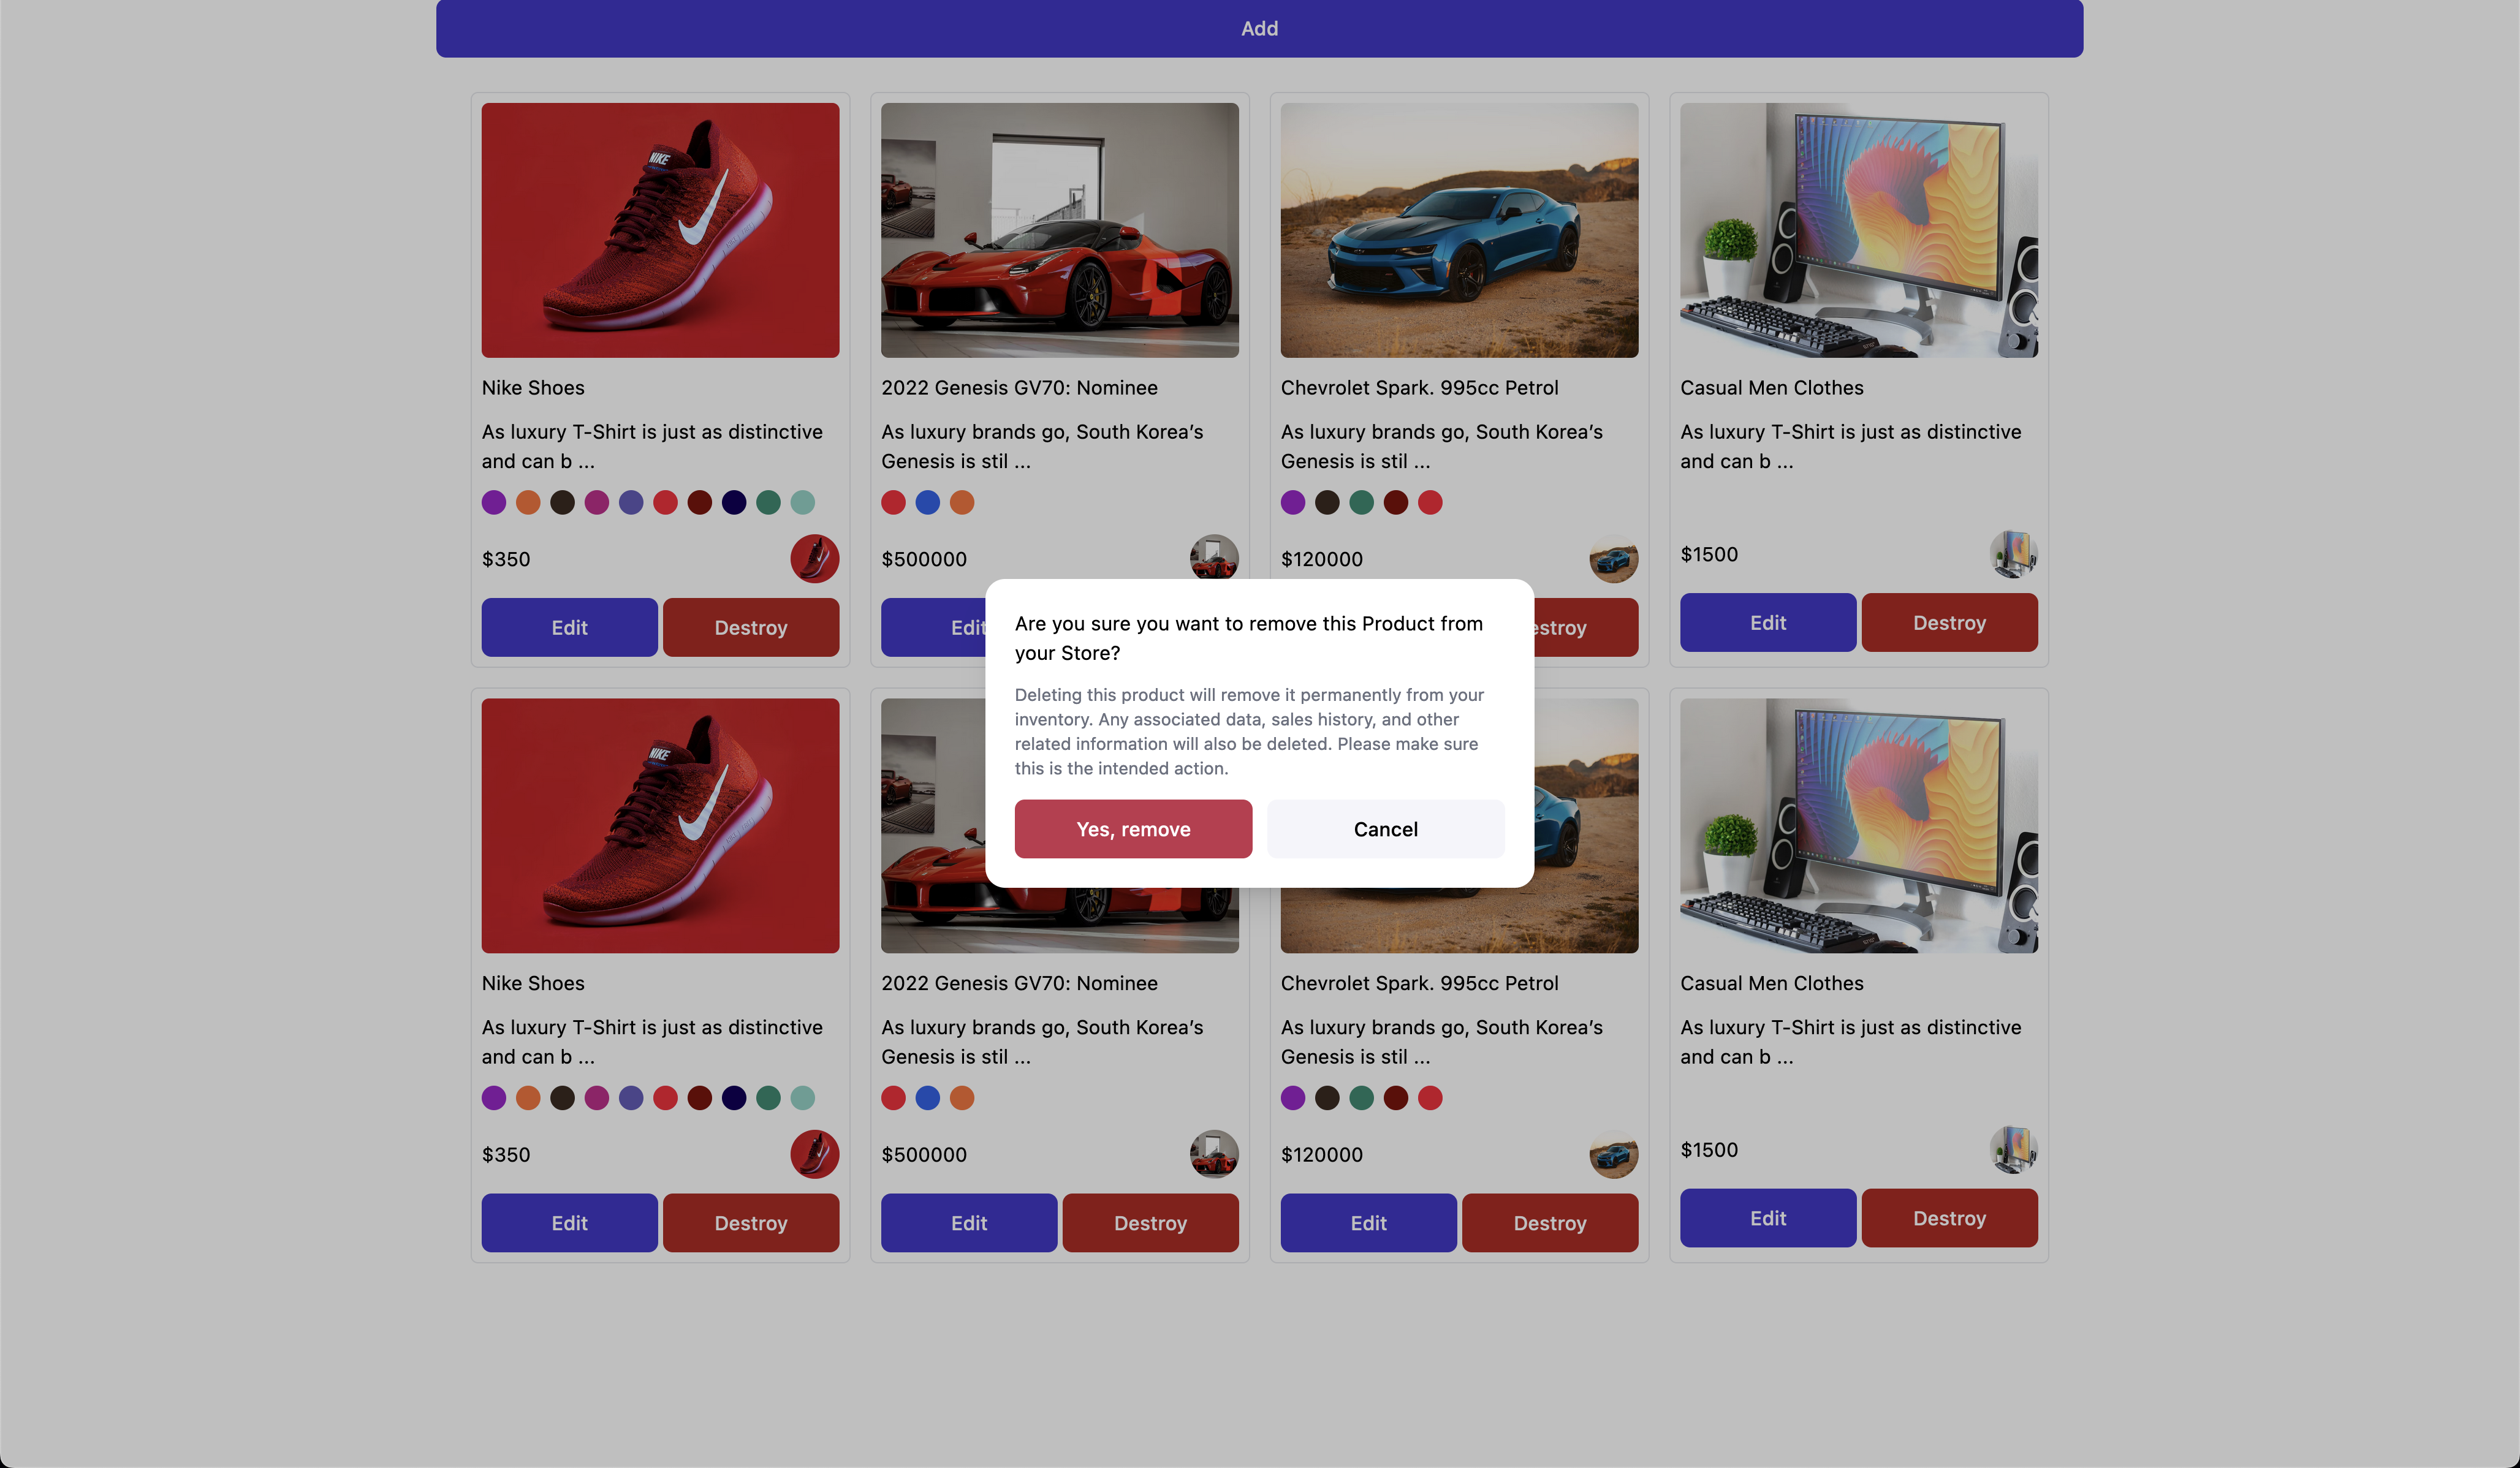 Add
NIKE
Nike Shoes
As luxury T-Shirt is just as distinctive
and can b ...
$350
Edit
Destroy
2022 Genesis GV70: Nominee
As luxury brands go, South Korea's
Genesis is stil ...
$500000
Edit
Chevrolet Spark. 995cc Petrol
As luxury brands go, South Korea's
Genesis is stil ...
$120000
estroy
Casual Men Clothes
As luxury T-Shirt is just as distinctive
and can b ...
$1500
Edit
Destroy
Are you sure you want to remove this Product from
your Store?
Deleting this product will remove it permanently from your
inventory. Any associated data, sales history, and other
related information will also be deleted. Please make sure
this is the intended action.
Yes, remove
Cancel
NIKE
Nike Shoes
As luxury T-Shirt is just as distinctive
and can b ...
$350
Edit
Destroy
2022 Genesis GV70: Nominee
As luxury brands go, South Korea's
Genesis is stil ...
$500000
Edit
Destroy
Chevrolet Spark. 995cc Petrol
As luxury brands go, South Korea's
Genesis is stil ...
$120000
Edit
Destroy
Casual Men Clothes
As luxury T-Shirt is just as distinctive
and can b ...
$1500
Edit
Destroy